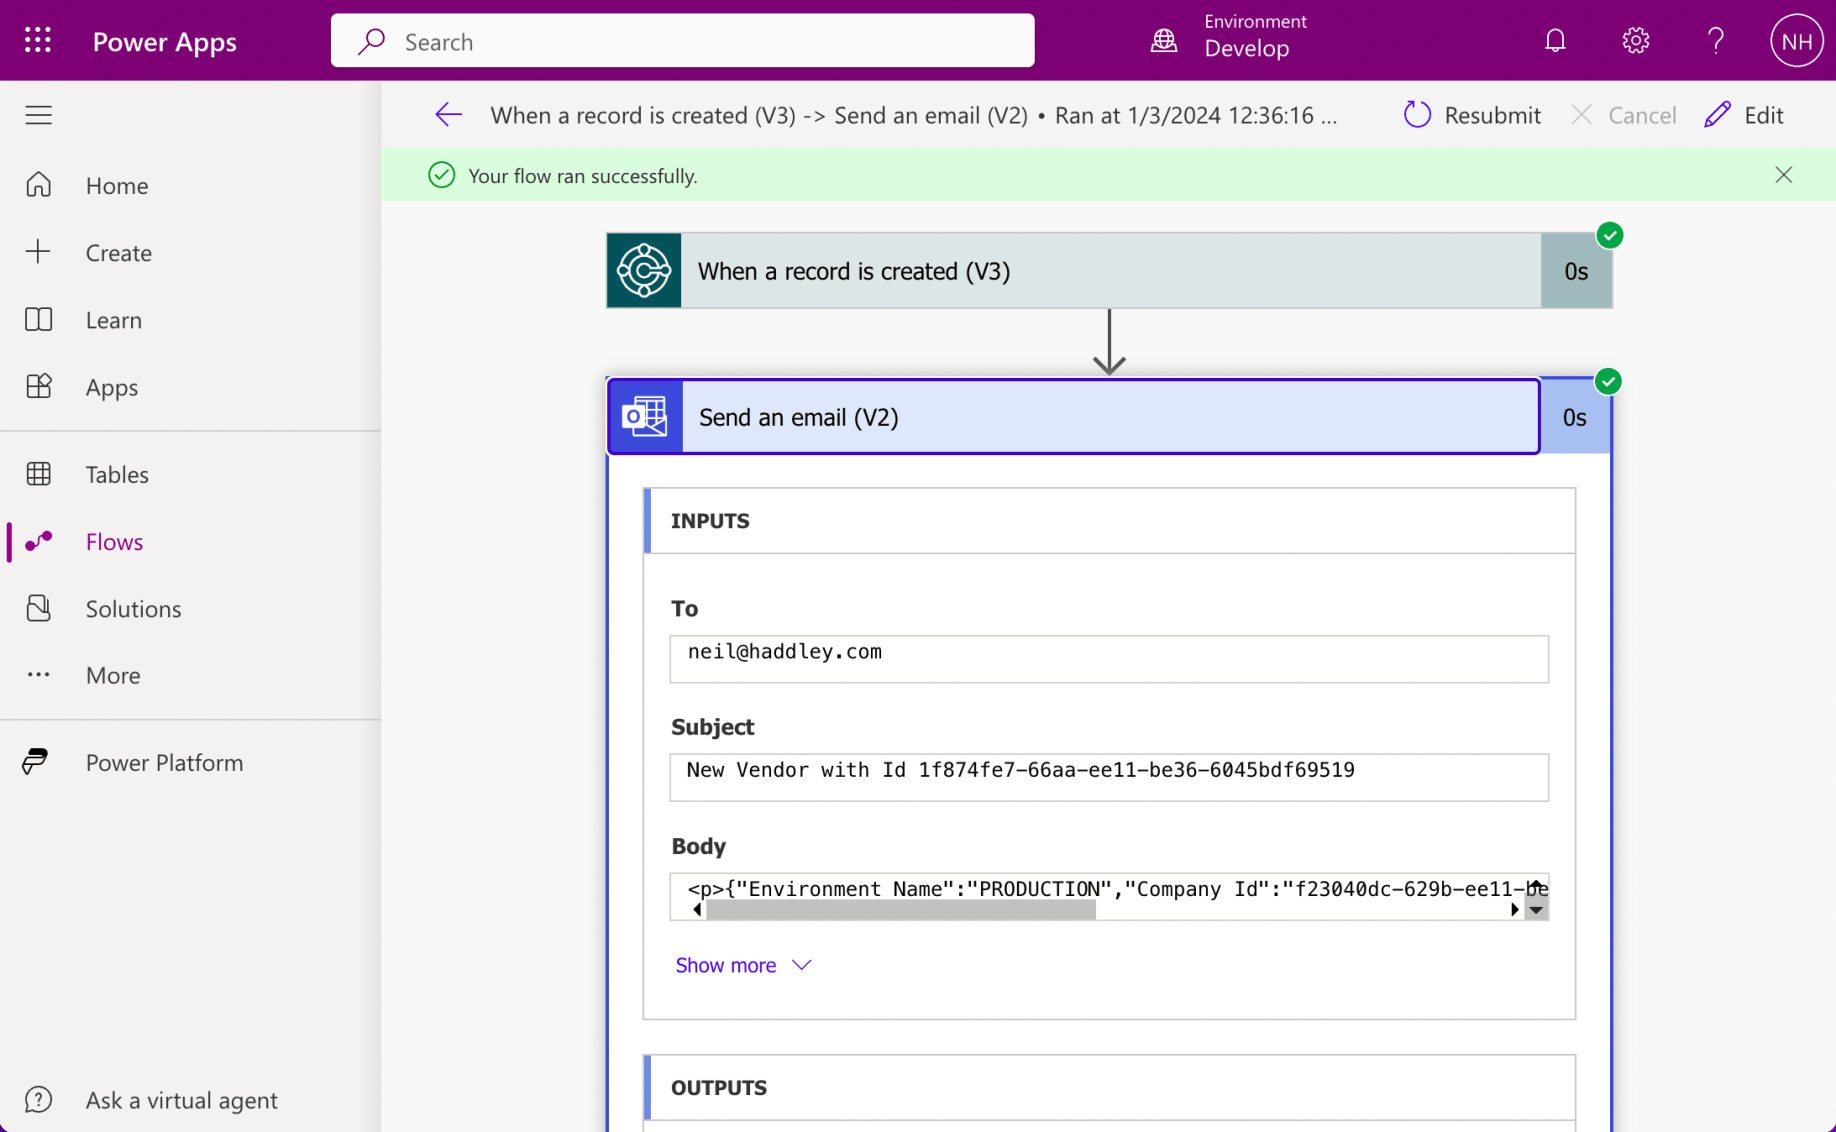 Power Apps
Search
Environment
Develop
NH
When a record is created (V3) -> Send an email (V2) • Ran at 1/3/2024 12:36:16 ...
Resubmit
Cancel
Edit
Your flow ran successfully.
Home
Create
Learn
Apps
Tables
Flows
Solutions
More
Power Platform
Ask a virtual agent
When a record is created (V3)
0s
Send an email (V2)
0s
INPUTS
To
neil@haddley.com
Subject
New Vendor with Id 1f874fe7-66aa-ee11-be36-6045bdf69519
Body
<p>{"Environment Name":"PRODUCTION","Company Id":"f23040dc-629b-ee11-be
Show more
OUTPUTS